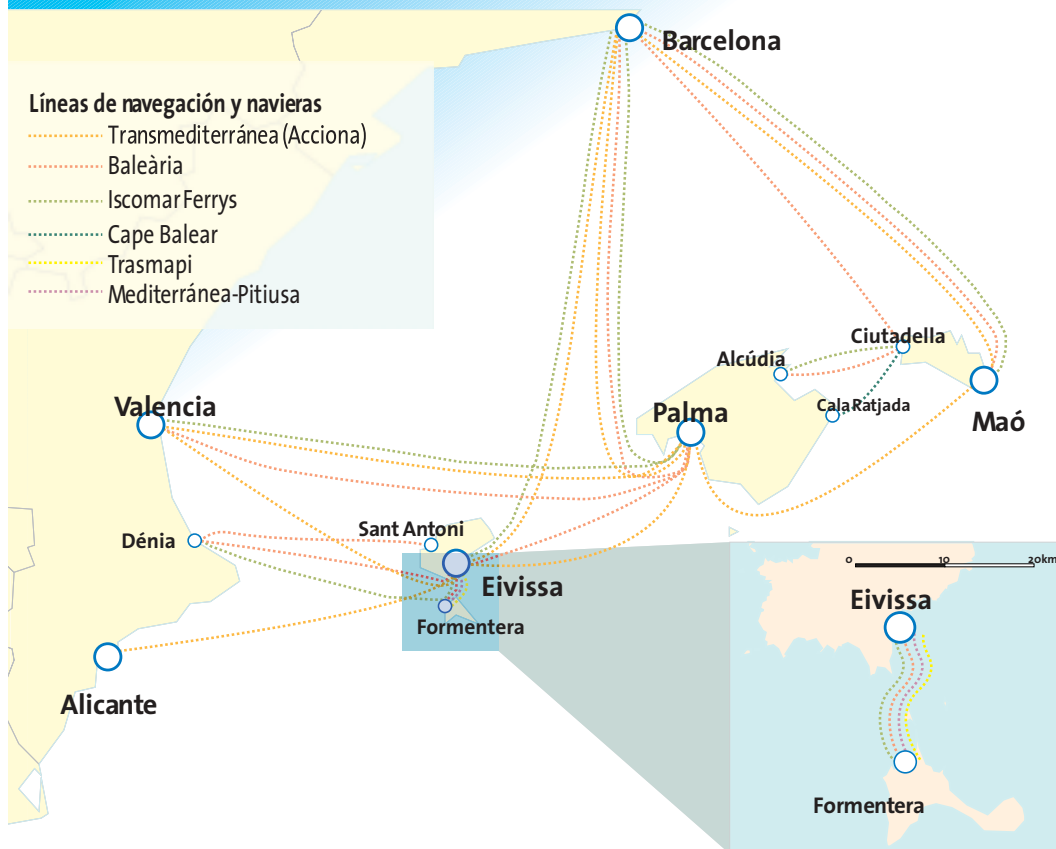 Barcelona
Líneas de navegación y navieras
Transmediterránea (Acciona)
Baleària
Iscomar Ferrys
Cape Balear
Trasmapi
Mediterránea-Pitiusa
Ciutadella
Alcúdia
Valencia
Palma
Cala Ratjada
Maó
Dénia
Sant Antoni
Eivissa
Formentera
Alicante
0 10 20km
Eivissa
Formentera